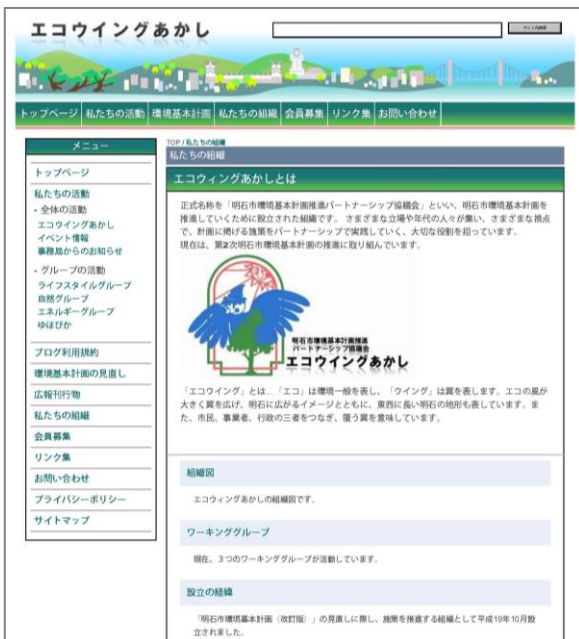 エコウイングあかし
サイト内検索
トップページ 私たちの活動 環境基本計画 私たちの組織 会員募集 リンク集 お問い合わせ
メニュー
トップページ
私たちの活動
- 全体の活動
エコウイングあかし
イベント情報
事務局からのお知らせ
- グループの活動
ライフスタイルグループ
自然グループ
エネルギーグループ
ゆほびか
ブログ利用規約
環境基本計画の見直し
広報刊行物
私たちの組織
会員募集
リンク集
お問い合わせ
プライバシーポリシー
サイトマップ
TOP / 私たちの組織
私たちの組織
エコウィングあかしとは
正式名称を「明石市環境基本計画推進パートナーシップ協議会」といい、明石市環境基本計画を
推進していくために設立された組織です。 さまざまな立場や年代の人々が集い、さまざまな視点
で、計画に掲げる施策をパートナーシップで実践していく、大切な役割を担っています。
現在は、第2次明石市環境基本計画の推進に取り組んでいます。
明石市環境基本計画推進
パートナーシップ協議会
エコウイングあかし
「エコウイング」とは…「エコ」は環境一般を表し、「ウイング」は翼を表します。エコの風が
大きく翼を広げ、明石に広がるイメージとともに、東西に長い明石の地形も表しています。ま
た、市民、事業者、行政の三者をつなぎ、覆う翼を意味しています。
組織図
エコウィングあかしの組織図です。
ワーキンググループ
現在、3つのワーキンググループが活動しています。
設立の経緯
「明石市環境基本計画（改訂版）」の見直しに際し、施策を推進する組織として平成19年10月設
立されました。